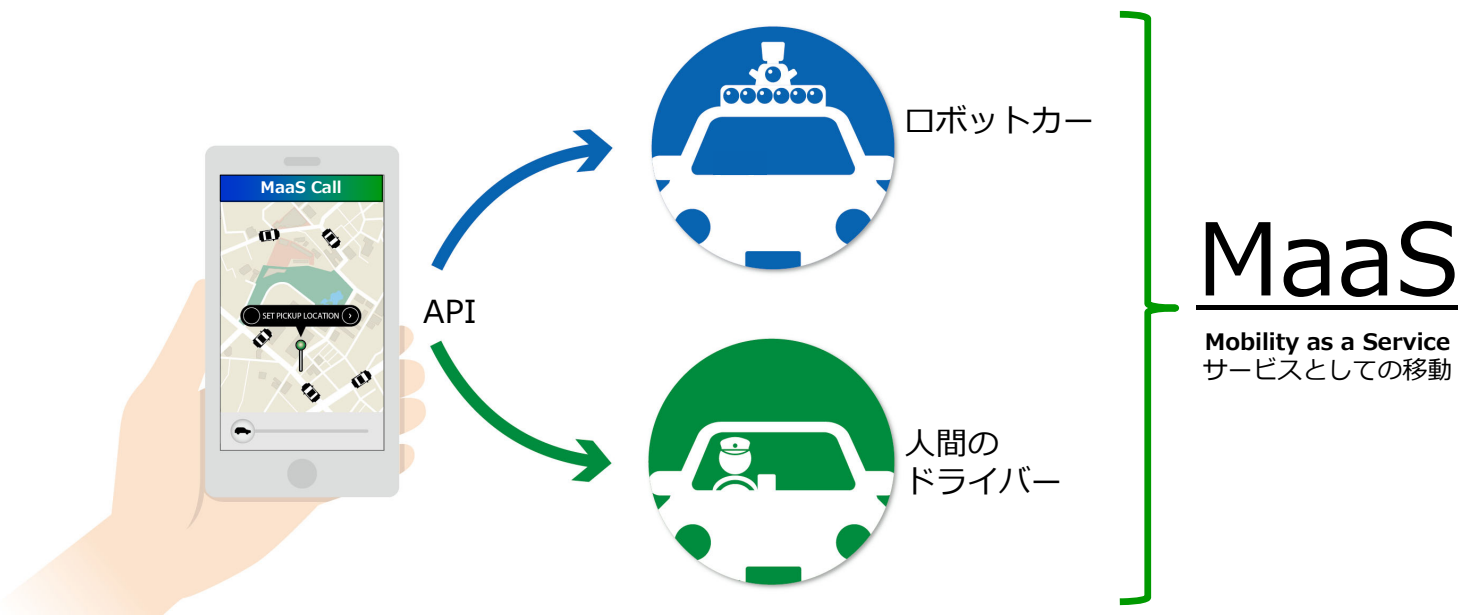 MaaS Call
SET PICKUP LOCATION
API
ロボットカー
人間の
ドライバー
MaaS
Mobility as a Service
サービスとしての移動